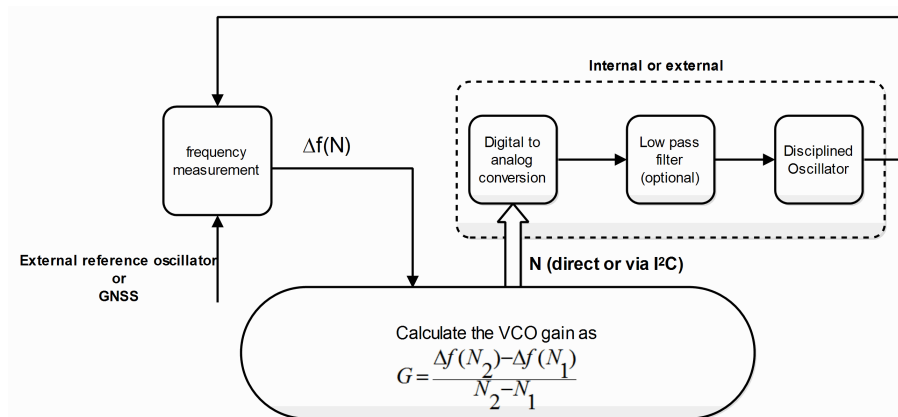 Internal or external
frequency
measurement
Δf(N)
Digital to
analog
conversion
Low pass
filter
(optional)
Disciplined
Oscillator
External reference oscillator
or
GNSS
N (direct or via I²C)
Calculate the VCO gain as
G = Δf(N₂)−Δf(N₁) / N₂−N₁